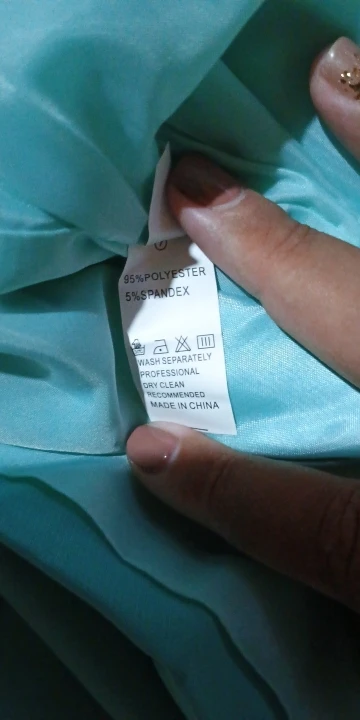 95%POLYESTER
5%SPANDEX
WASH SEPARATELY
PROFESSIONAL
DRY CLEAN
RECOMMENDED
MADE IN CHINA